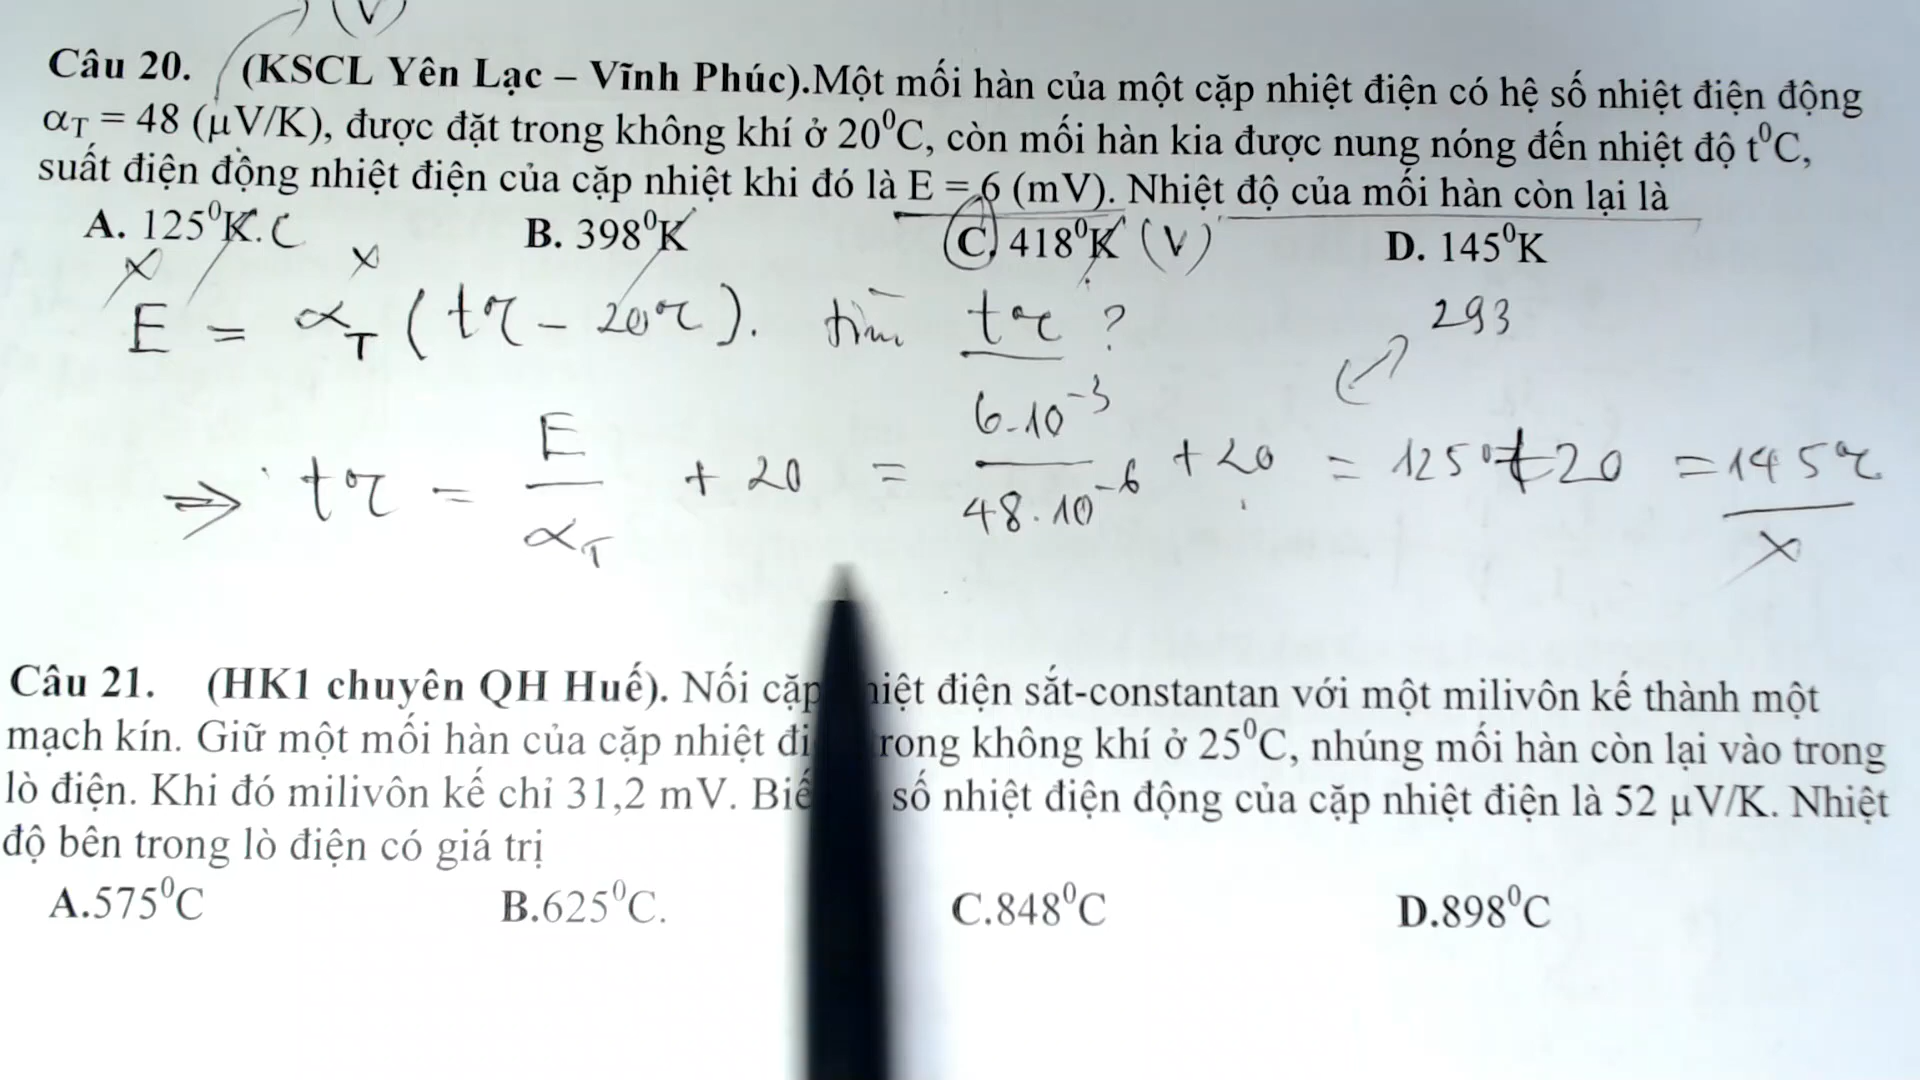 (V)
Câu 20. (KSCL Yên Lạc – Vĩnh Phúc).Một mối hàn của một cặp nhiệt điện có hệ số nhiệt điện động
αT = 48 (μV/K), được đặt trong không khí ở 20⁰C, còn mối hàn kia được nung nóng đến nhiệt độ t⁰C,
suất điện động nhiệt điện của cặp nhiệt khi đó là E = 6 (mV). Nhiệt độ của mối hàn còn lại là
A. 125⁰K. C B. 398⁰K C. 418⁰K (V) D. 145⁰K
x x
E = αT (t°C - 20°C). tìm t°C ? 293
⇒ t°C = E/αT + 20 = 6.10⁻³/48.10⁻⁶ + 20 = 125° + 20 = 145°C
x
Câu 21. (HK1 chuyên QH Huế). Nối cặp điện sắt-constantan với một milivôn kế thành một
mạch kín. Giữ một mối hàn của cặp nhiệt không khí ở 25⁰C, nhúng mối hàn còn lại vào trong
lò điện. Khi đó milivôn kế chỉ 31,2 mV. số nhiệt điện động của cặp nhiệt điện là 52 μV/K. Nhiệt
độ bên trong lò điện có giá trị
A.575⁰C B.625⁰C. C.848⁰C D.898⁰C